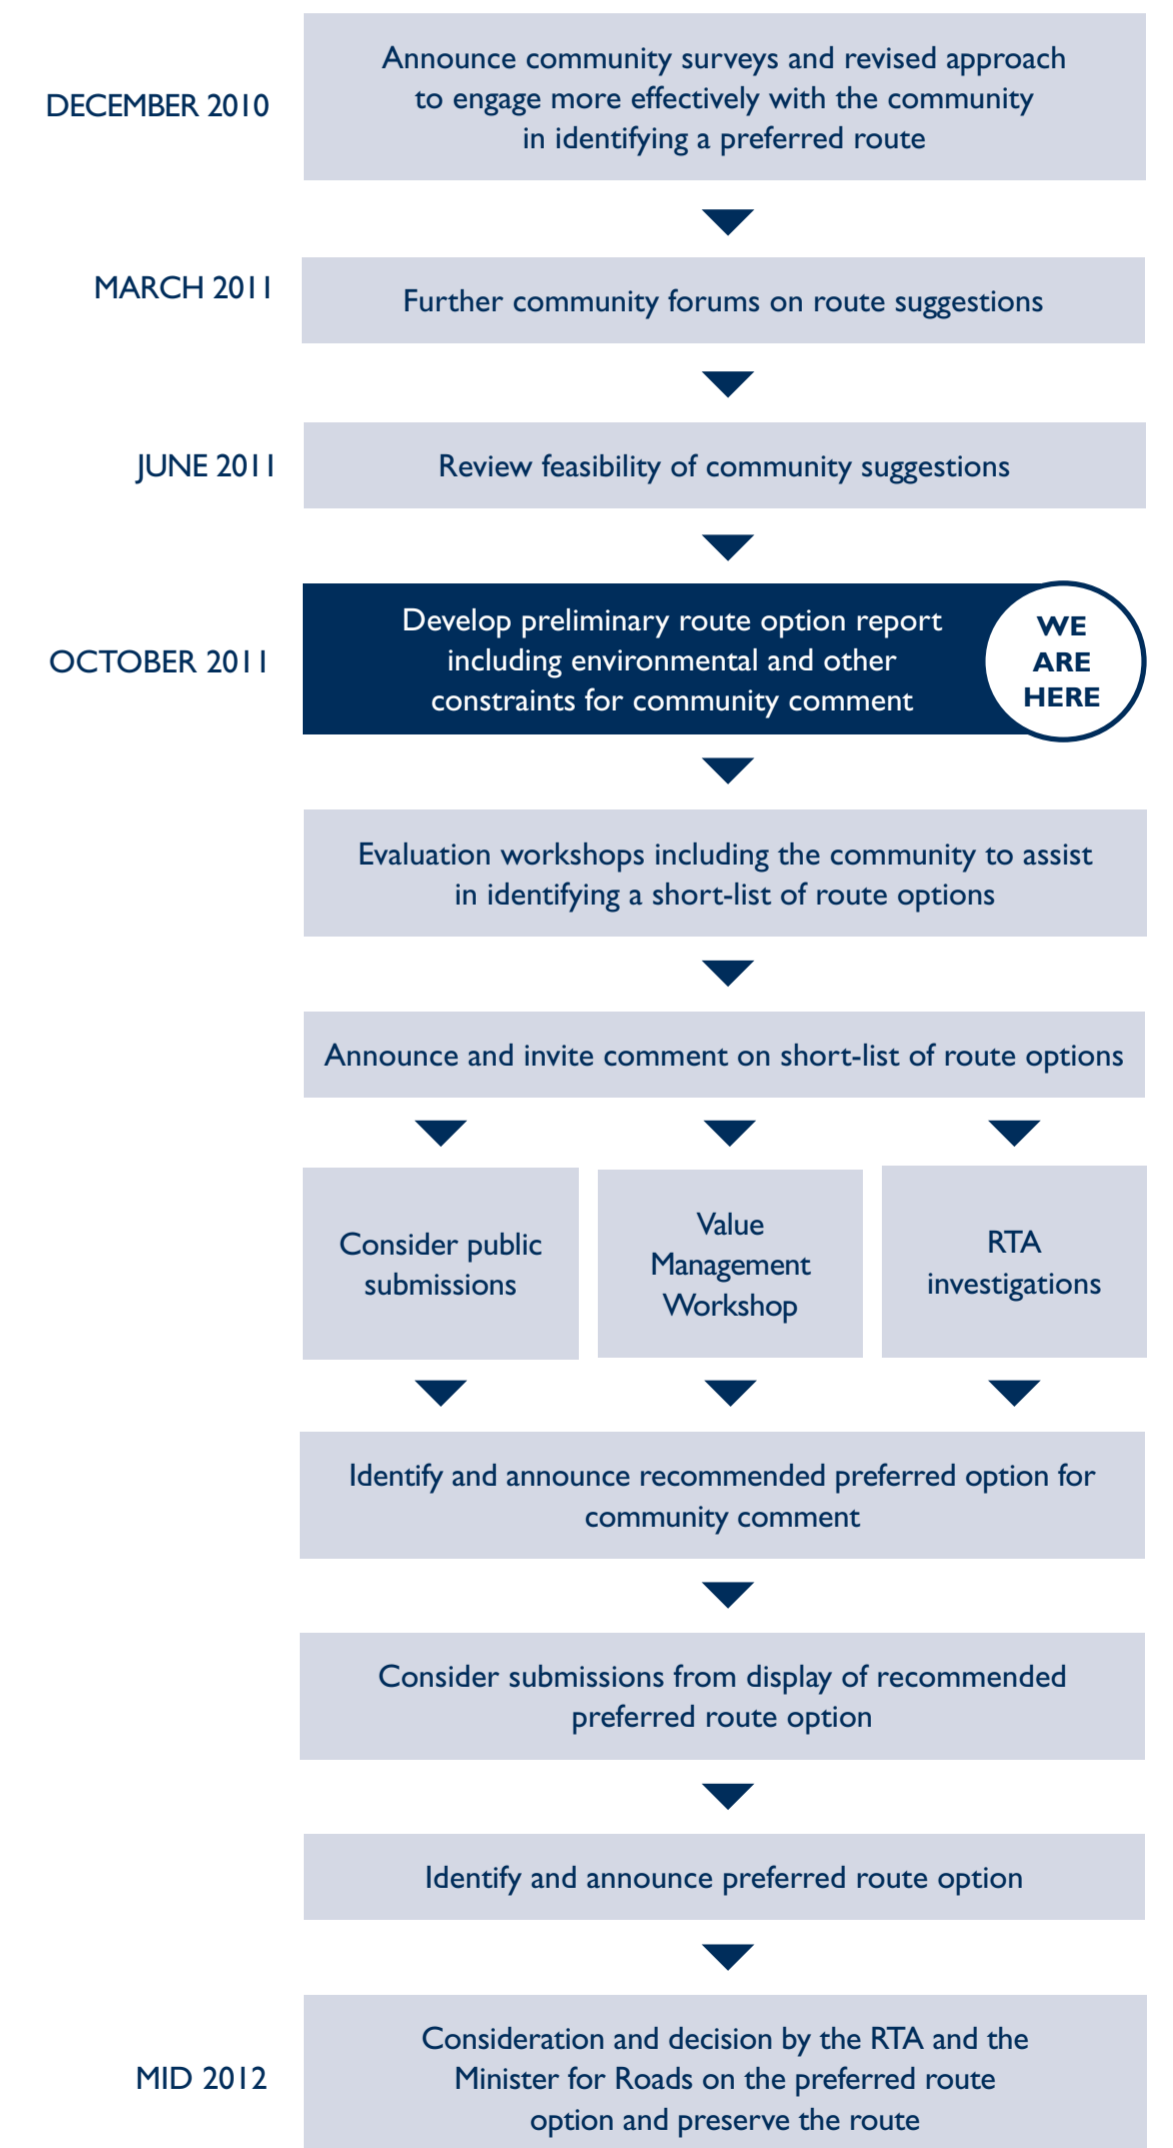 DECEMBER 2010
Announce community surveys and revised approach
to engage more effectively with the community
in identifying a preferred route
MARCH 2011
Further community forums on route suggestions
JUNE 2011
Review feasibility of community suggestions
OCTOBER 2011
Develop preliminary route option report
including environmental and other
constraints for community comment
WE
ARE
HERE
Evaluation workshops including the community to assist
in identifying a short-list of route options
Announce and invite comment on short-list of route options
Consider public
submissions
Value
Management
Workshop
RTA
investigations
Identify and announce recommended preferred option for
community comment
Consider submissions from display of recommended
preferred route option
Identify and announce preferred route option
MID 2012
Consideration and decision by the RTA and the
Minister for Roads on the preferred route
option and preserve the route